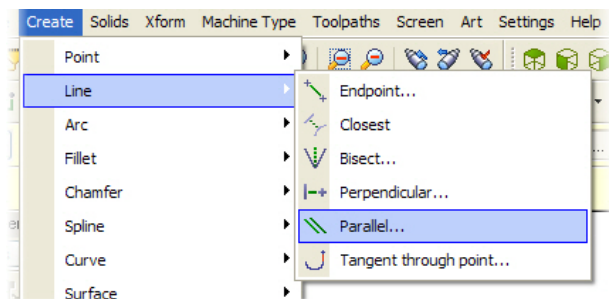 Create Solids Xform Machine Type Toolpaths Screen Art Settings Help
Point
Line
Arc
Fillet
Chamfer
Spline
Curve
Surface
Endpoint...
Closest
Bisect...
Perpendicular...
Parallel...
Tangent through point...